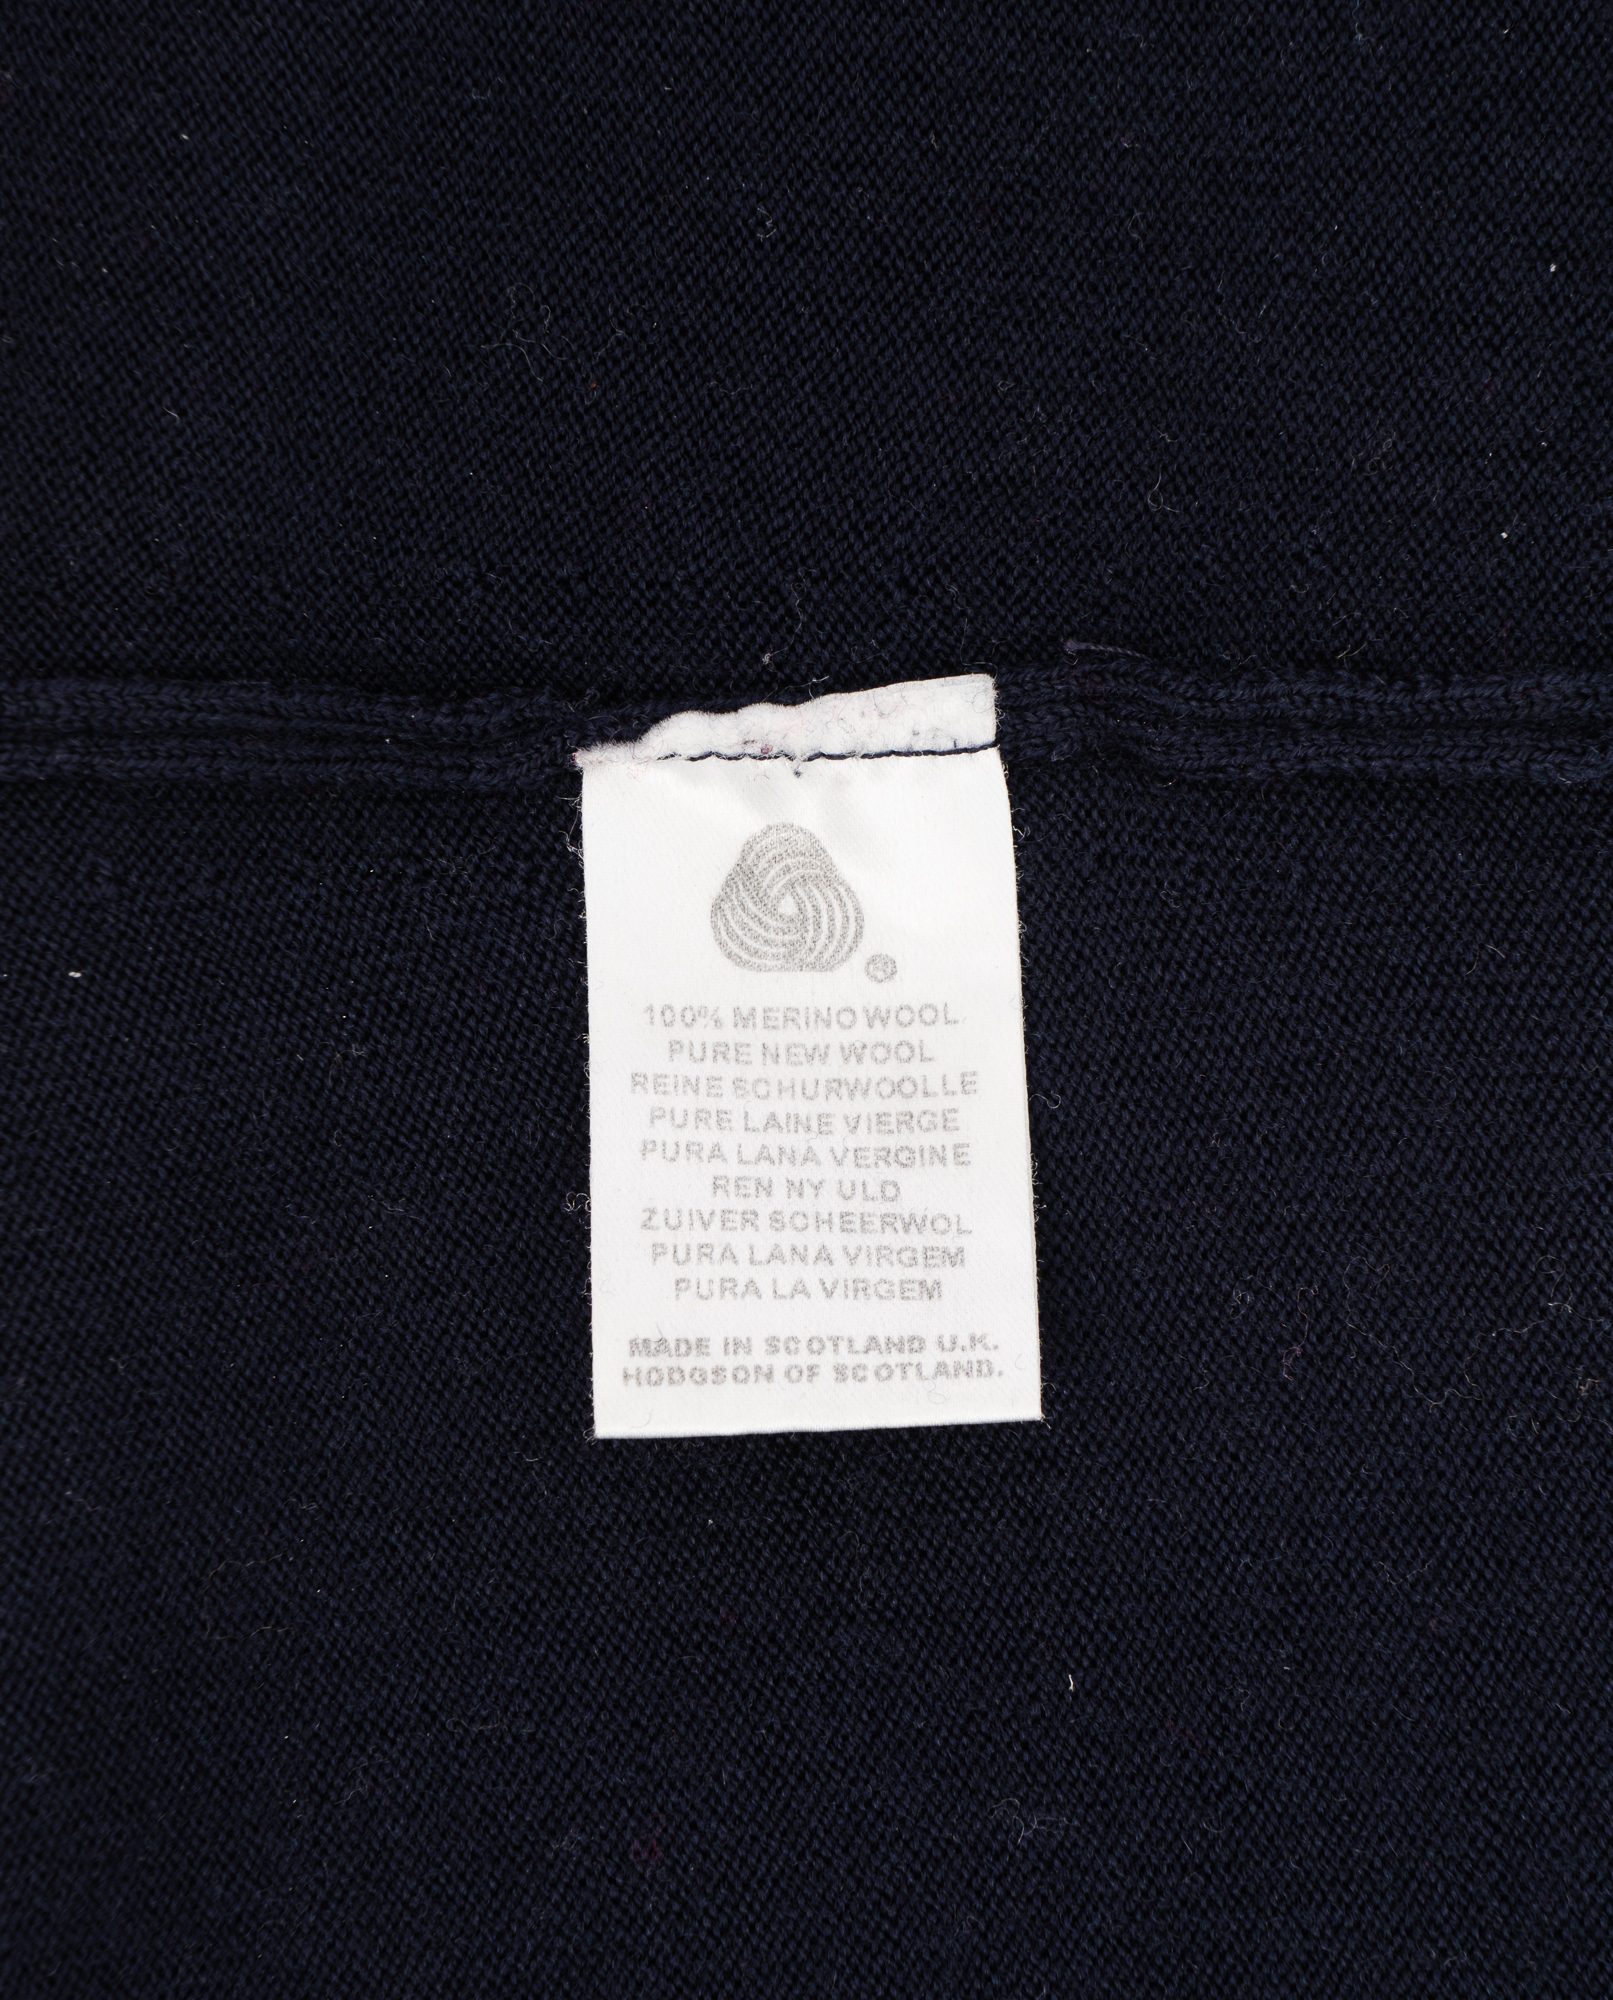 ®
100% MERINO WOOL
PURE NEW WOOL
REINE SCHURWOOLLE
PURE LAINE VIERGE
PURA LANA VERGINE
REN NY ULD
ZUIVER SCHEERWOL
PURA LANA VIRGEM
PURA LA VIRGEM
MADE IN SCOTLAND U.K.
HODGSON OF SCOTLAND.